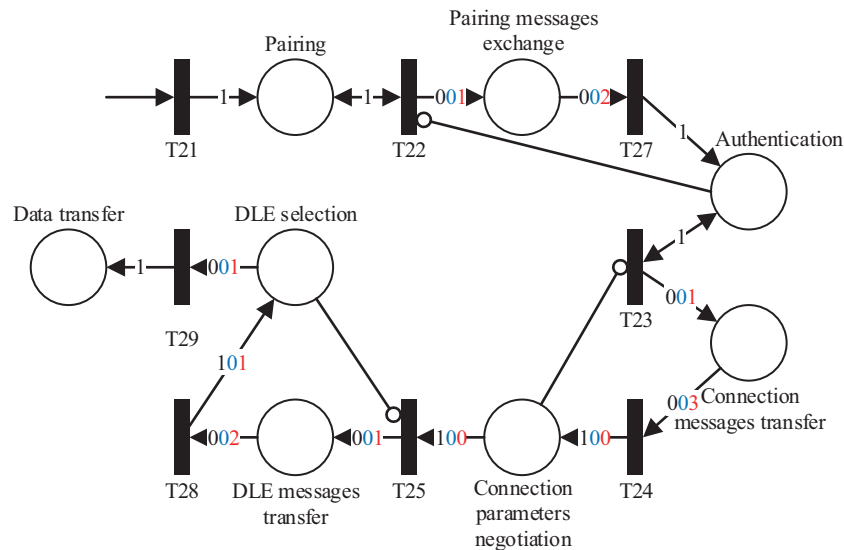 Pairing messages
exchange
Pairing
1
1
001
002
T21
T22
T27
1
Authentication
Data transfer
DLE selection
1
1
001
T23
001
T29
101
003
Connection
messages transfer
002
001
100
100
T28
DLE messages
transfer
T25
Connection
parameters
negotiation
T24